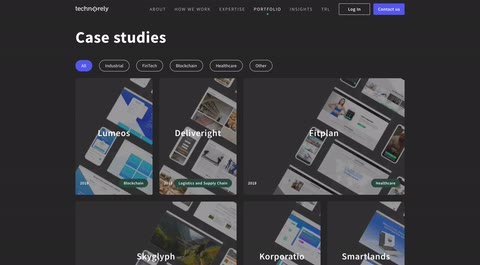 technorely
ABOUT HOW WE WORK EXPERTISE PORTFOLIO INSIGHTS TRL Log in Contact us
Case studies
All Industrial FinTech Blockchain Healthcare Other
Lumeos Deliveright Fitplan
2018 Blockchain Logistics and Supply Chain 2018 Healthcare
Skyglyph Korporatio Smartlands